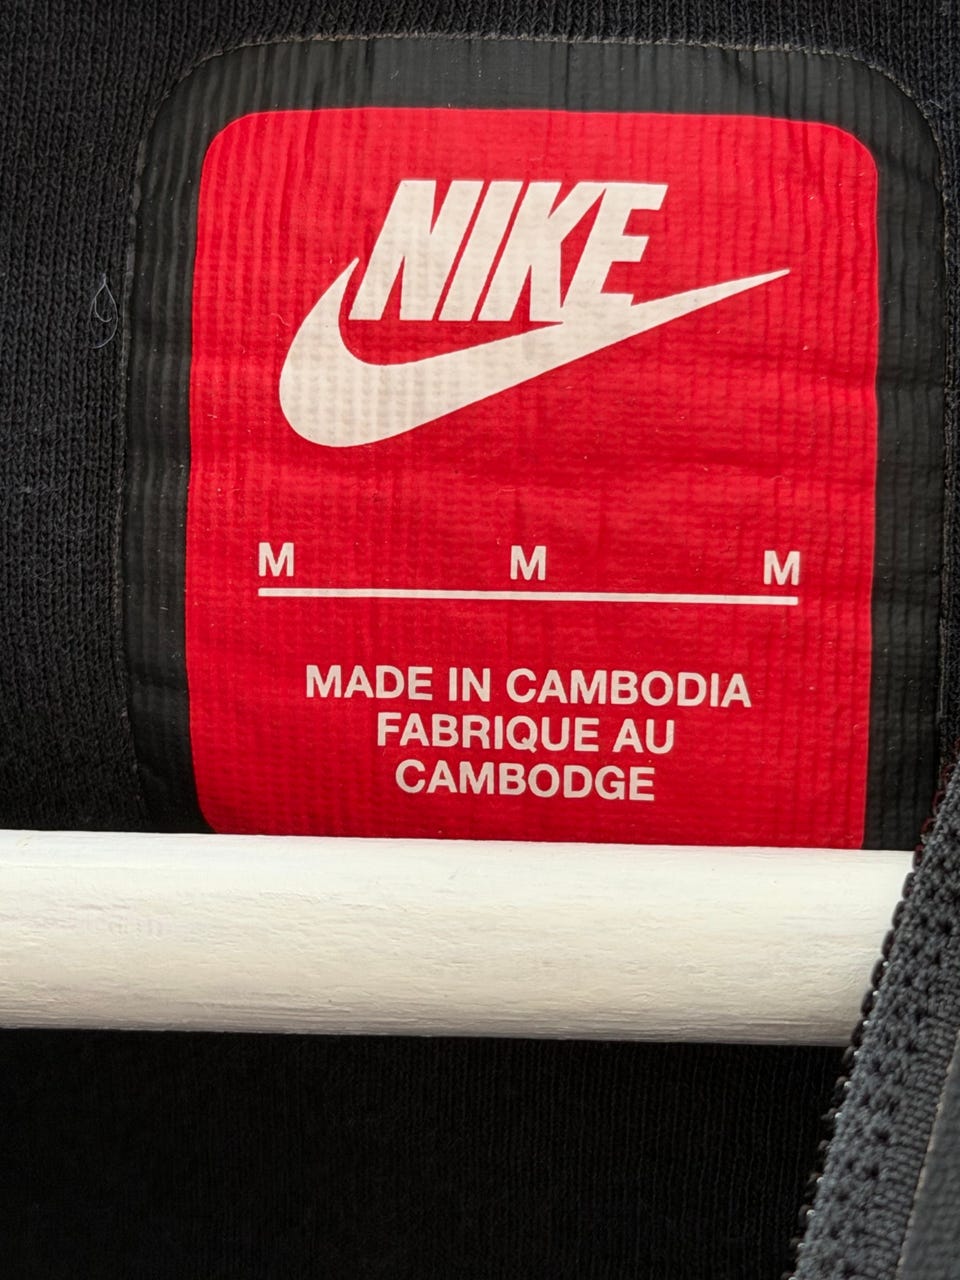 NIKE
M M M
MADE IN CAMBODIA
FABRIQUE AU
CAMBODGE